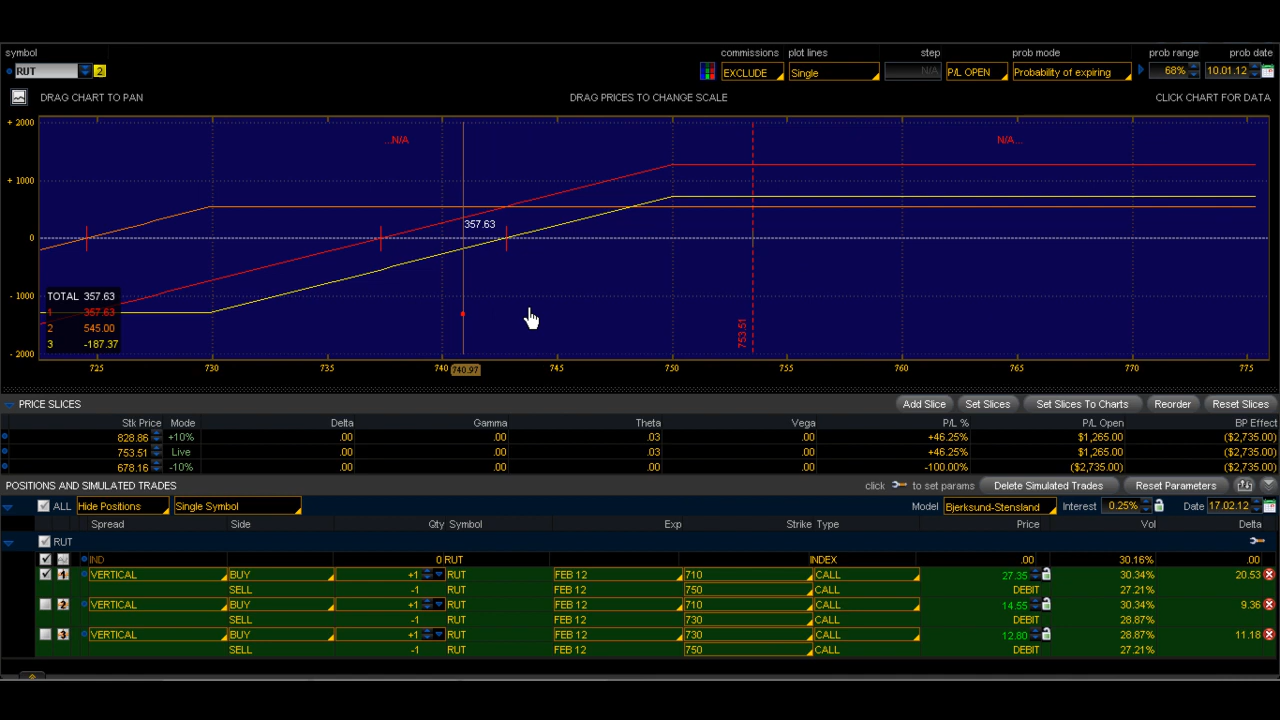 symbol commissions plot lines step prob mode prob range prob date
RUT 2 EXCLUDE Single N/A P/L OPEN Probability of expiring 68% 10.01.12
DRAG CHART TO PAN DRAG PRICES TO CHANGE SCALE CLICK CHART FOR DATA
+ 2000
...N/A N/A...
+ 1000
357.63
0
- 1000
TOTAL 357.63
1 357.63
2 545.00
3 -187.37
753.51
- 2000
725 730 735 740 740.97 745 750 755 760 765 770 775
PRICE SLICES Add Slice Set Slices Set Slices To Charts Reorder Reset Slices
Stk Price Mode Delta Gamma Theta Vega P/L % P/L Open BP Effect
828.86 +10% .00 .00 .03 .00 +46.25% $1,265.00 ($2,735.00)
753.51 Live .00 .00 .03 .00 +46.25% $1,265.00 ($2,735.00)
678.16 -10% .00 .00 .00 .00 -100.00% ($2,735.00) ($2,735.00)
POSITIONS AND SIMULATED TRADES click to set params Delete Simulated Trades Reset Parameters
ALL Hide Positions Single Symbol Model Bjerksund-Stensland Interest 0.25% Date 17.02.12
Spread Side Qty Symbol Exp Strike Type Price Vol Delta
RUT
IND 0 RUT INDEX .00 30.16% .00
1 VERTICAL BUY +1 RUT FEB 12 710 CALL 27.35 30.34% 20.53
SELL -1 RUT FEB 12 750 CALL DEBIT 27.21%
2 VERTICAL BUY +1 RUT FEB 12 710 CALL 14.55 30.34% 9.36
SELL -1 RUT FEB 12 730 CALL DEBIT 28.87%
3 VERTICAL BUY +1 RUT FEB 12 730 CALL 12.80 28.87% 11.18
SELL -1 RUT FEB 12 750 CALL DEBIT 27.21%